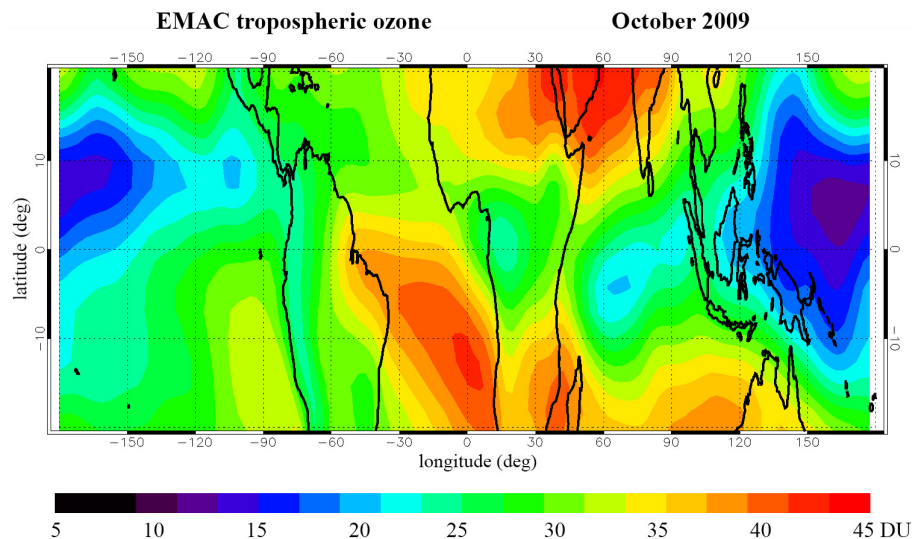 EMAC tropospheric ozone October 2009
−150 −120 −90 −60 −30 0 30 60 90 120 150
10 10
0 0
−10 −10
latitude (deg)
−150 −120 −90 −60 −30 0 30 60 90 120 150
longitude (deg)
5 10 15 20 25 30 35 40 45 DU